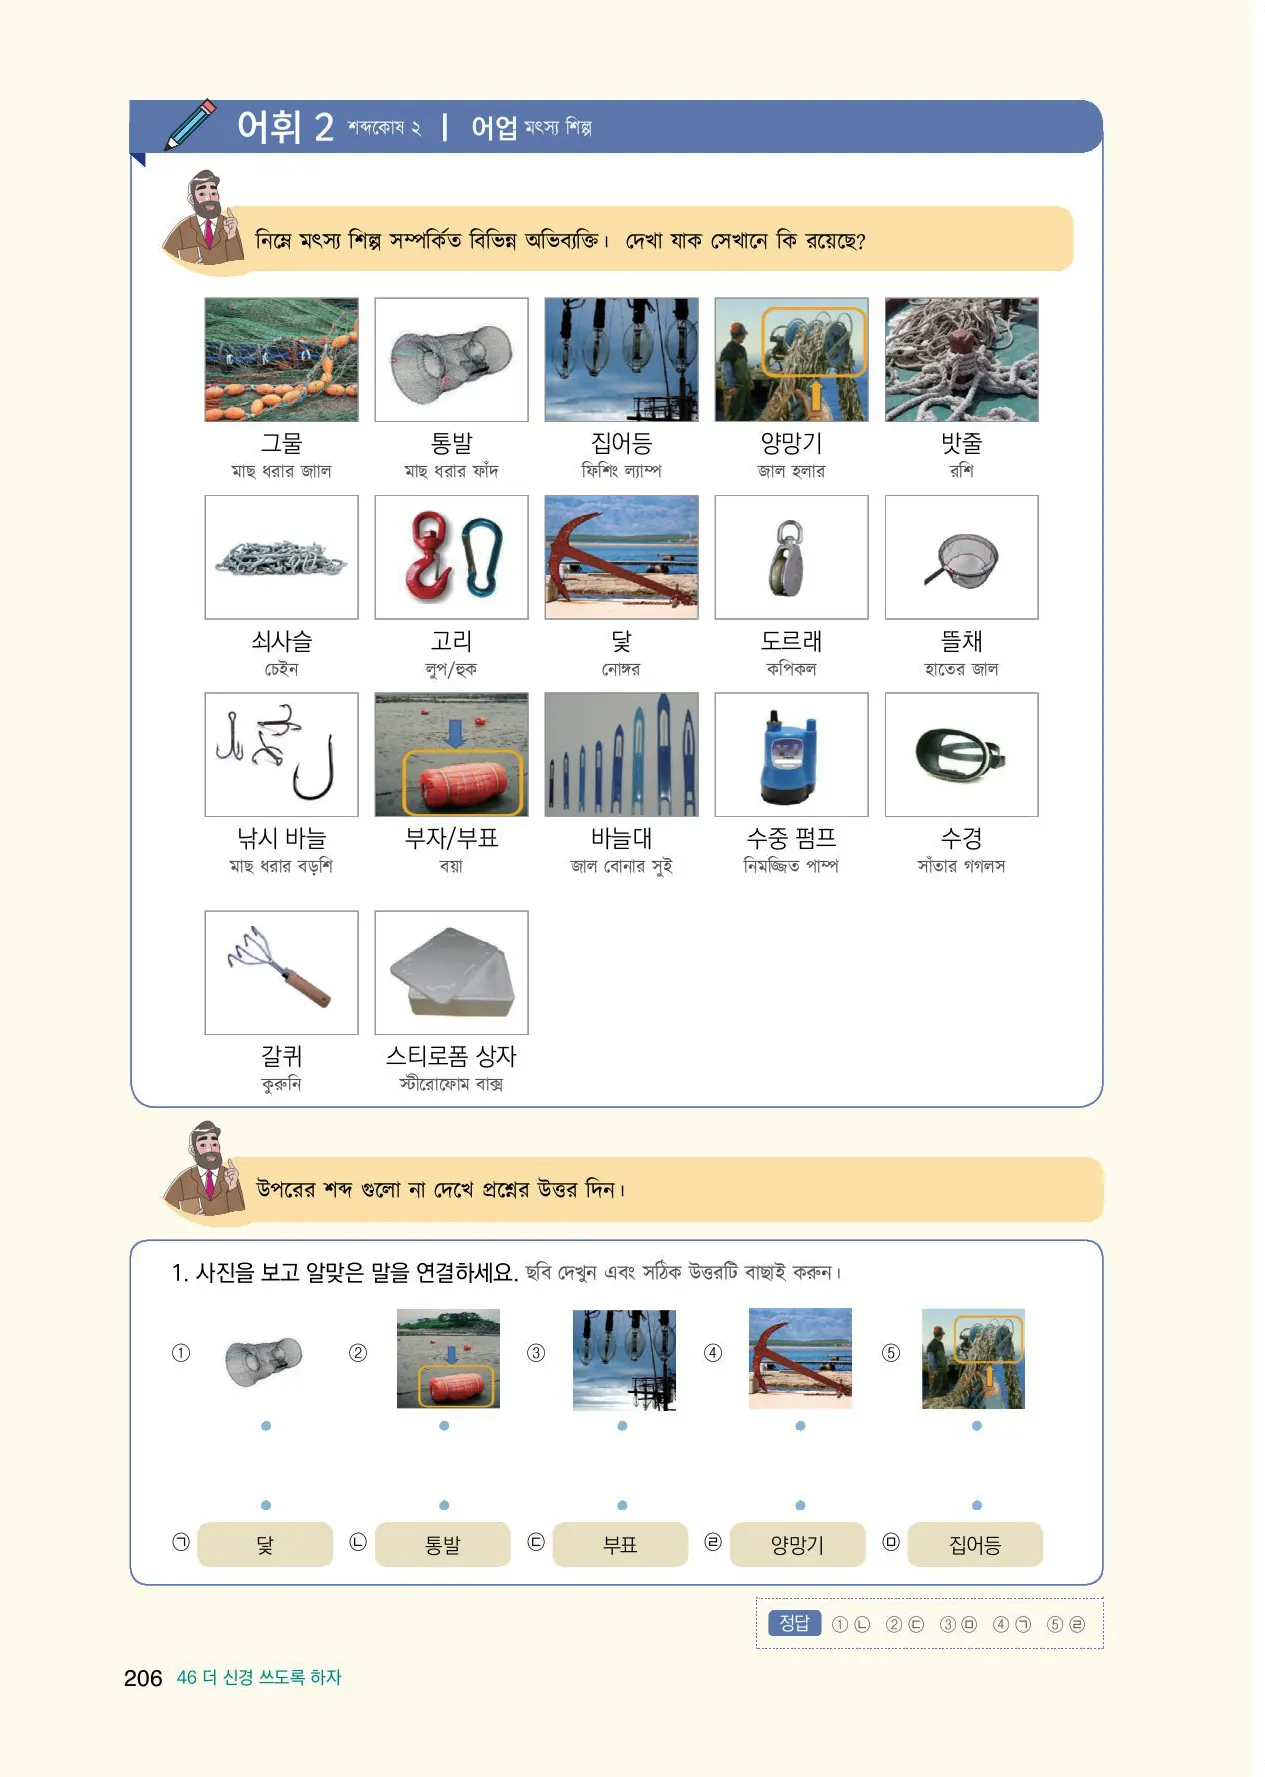 어휘 2 শব্দকোষ ২ | 어업 মৎস্য শিল্প
নিম্নে মৎস্য শিল্প সম্পর্কিত বিভিন্ন অভিব্যক্তি। দেখা যাক সেখানে কি রয়েছে?
그물 통발 집어등 양망기 밧줄
মাছ ধরার জাাল মাছ ধরার ফাঁদ ফিশিং ল্যাম্প জাল হলার রশি
쇠사슬 고리 닻 도르래 뜰채
চেইন লুপ/হুক নোঙ্গর কপিকল হাতের জাল
낚시 바늘 부자/부표 바늘대 수중 펌프 수경
মাছ ধরার বড়শি বয়া জাল বোনার সুই নিমজ্জিত পাম্প সাঁতার গগলস
갈퀴 스티로폼 상자
কুরুনি স্টীরোফোম বাক্স
উপরের শব্দ গুলো না দেখে প্রশ্নের উত্তর দিন।
1. 사진을 보고 알맞은 말을 연결하세요. ছবি দেখুন এবং সঠিক উত্তরটি বাছাই করুন।
① ② ③ ④ ⑤
㉠ 닻 ㉡ 통발 ㉢ 부표 ㉣ 양망기 ㉤ 집어등
정답 ① ㉡ ② ㉢ ③ ㉤ ④ ㉠ ⑤ ㉣
206 46 더 신경 쓰도록 하자